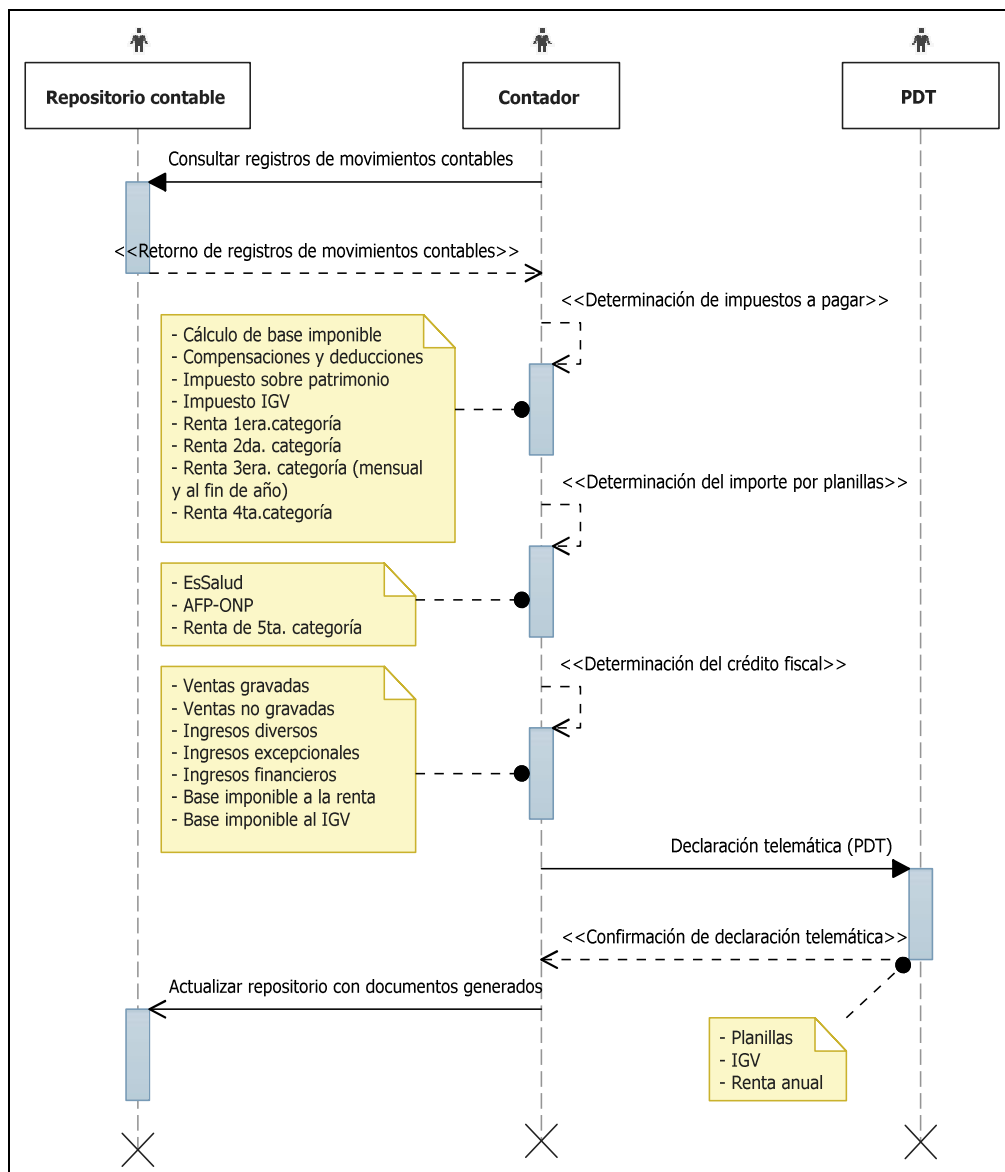 Repositorio contable
Contador
PDT
Consultar registros de movimientos contables
<<Retorno de registros de movimientos contables>>
<<Determinación de impuestos a pagar>>
- Cálculo de base imponible
- Compensaciones y deducciones
- Impuesto sobre patrimonio
- Impuesto IGV
- Renta 1era.categoría
- Renta 2da. categoría
- Renta 3era. categoría (mensual
y al fin de año)
- Renta 4ta.categoría
<<Determinación del importe por planillas>>
- EsSalud
- AFP-ONP
- Renta de 5ta. categoría
<<Determinación del crédito fiscal>>
- Ventas gravadas
- Ventas no gravadas
- Ingresos diversos
- Ingresos excepcionales
- Ingresos financieros
- Base imponible a la renta
- Base imponible al IGV
Declaración telemática (PDT)
<<Confirmación de declaración telemática>>
Actualizar repositorio con documentos generados
- Planillas
- IGV
- Renta anual